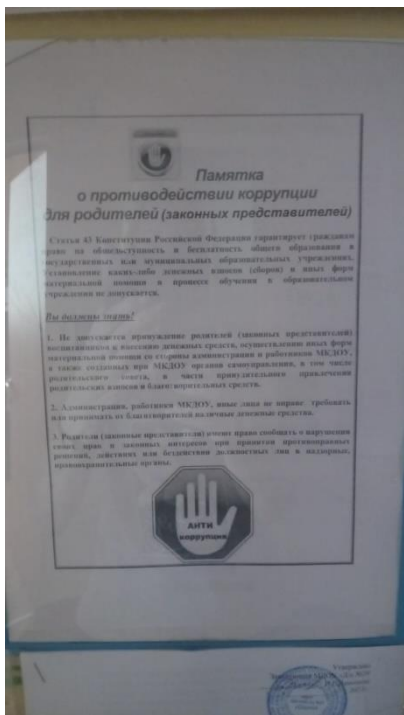 Памятка
о противодействии коррупции
для родителей (законных представителей)
Статья 43 Конституции Российской Федерации гарантирует гражданам
право на общедоступность и бесплатность общего образования в
государственных или муниципальных образовательных учреждениях.
Установление каких-либо денежных взносов (сборов) и иных форм
материальной помощи в процессе обучения в образовательном
учреждении не допускается.
Вы должны знать!
1. Не допускается принуждение родителей (законных представителей)
воспитанников к внесению денежных средств, осуществлению иных форм
материальной помощи со стороны администрации и работников МКДОУ,
а также созданных при МКДОУ органов самоуправления, в том числе
родительского совета, в части принудительного привлечения
родительских взносов и благотворительных средств.
2. Администрация, работники МКДОУ, иные лица не вправе требовать
или принимать от благотворителей наличные денежные средства.
3. Родители (законные представители) имеют право сообщать о нарушении
своих прав и законных интересов при принятии противоправных
решений, действиях или бездействии должностных лиц в надзорные,
правоохранительные органы.
АНТИ
коррупция
Утверждаю